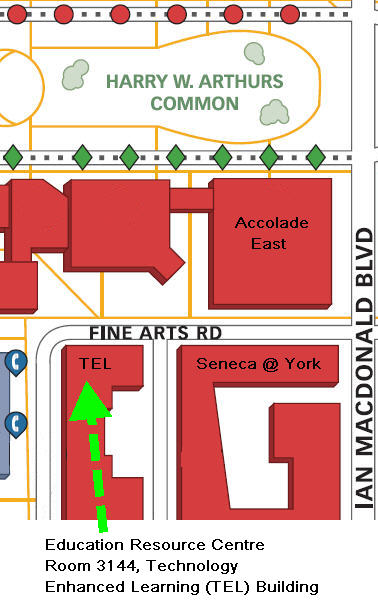 HARRY W. ARTHURS
COMMON
Accolade
East
IAN MACDONALD BLVD
FINE ARTS RD
TEL
Seneca @ York
Education Resource Centre
Room 3144, Technology
Enhanced Learning (TEL) Building